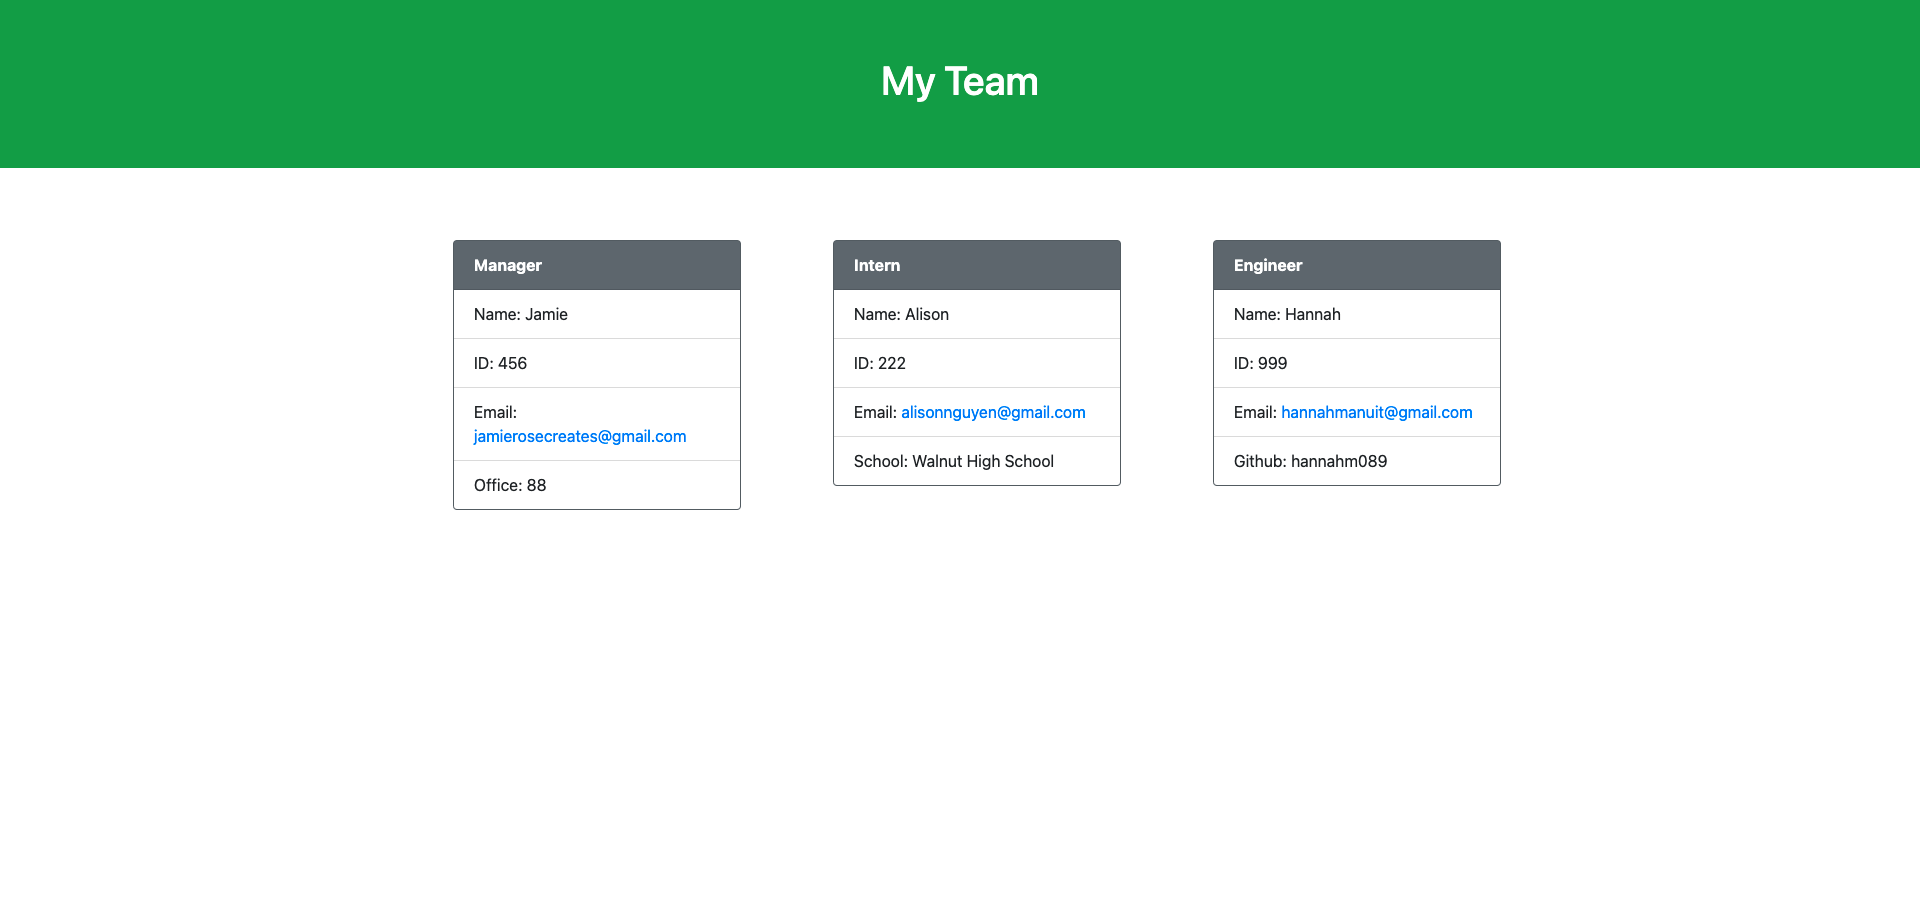 My Team
Manager
Name: Jamie
ID: 456
Email:
jamierosecreates@gmail.com
Office: 88
Intern
Name: Alison
ID: 222
Email: alisonnguyen@gmail.com
School: Walnut High School
Engineer
Name: Hannah
ID: 999
Email: hannahmanuit@gmail.com
Github: hannahm089